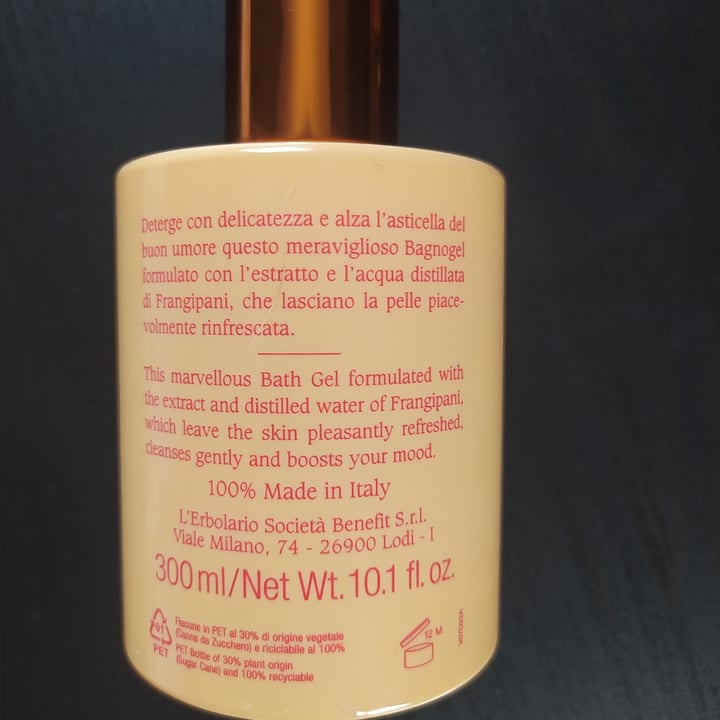 Deterge con delicatezza e alza l'asticella del
buon umore questo meraviglioso Bagnogel
formulato con l'estratto e l'acqua distillata
di Frangipani, che lasciano la pelle piace-
volmente rinfrescata.
This marvellous Bath Gel formulated with
the extract and distilled water of Frangipani,
which leave the skin pleasantly refreshed,
cleanses gently and boosts your mood.
100% Made in Italy
L'Erbolario Società Benefit S.r.l.
Viale Milano, 74 - 26900 Lodi - I
300 ml/Net Wt. 10.1 fl. oz.
01
PET
Flacone in PET al 30% di origine vegetale
(Canna da Zucchero) e riciclabile al 100%
PET Bottle of 30% plant origin
(Sugar Cane) and 100% recyclable
12 M